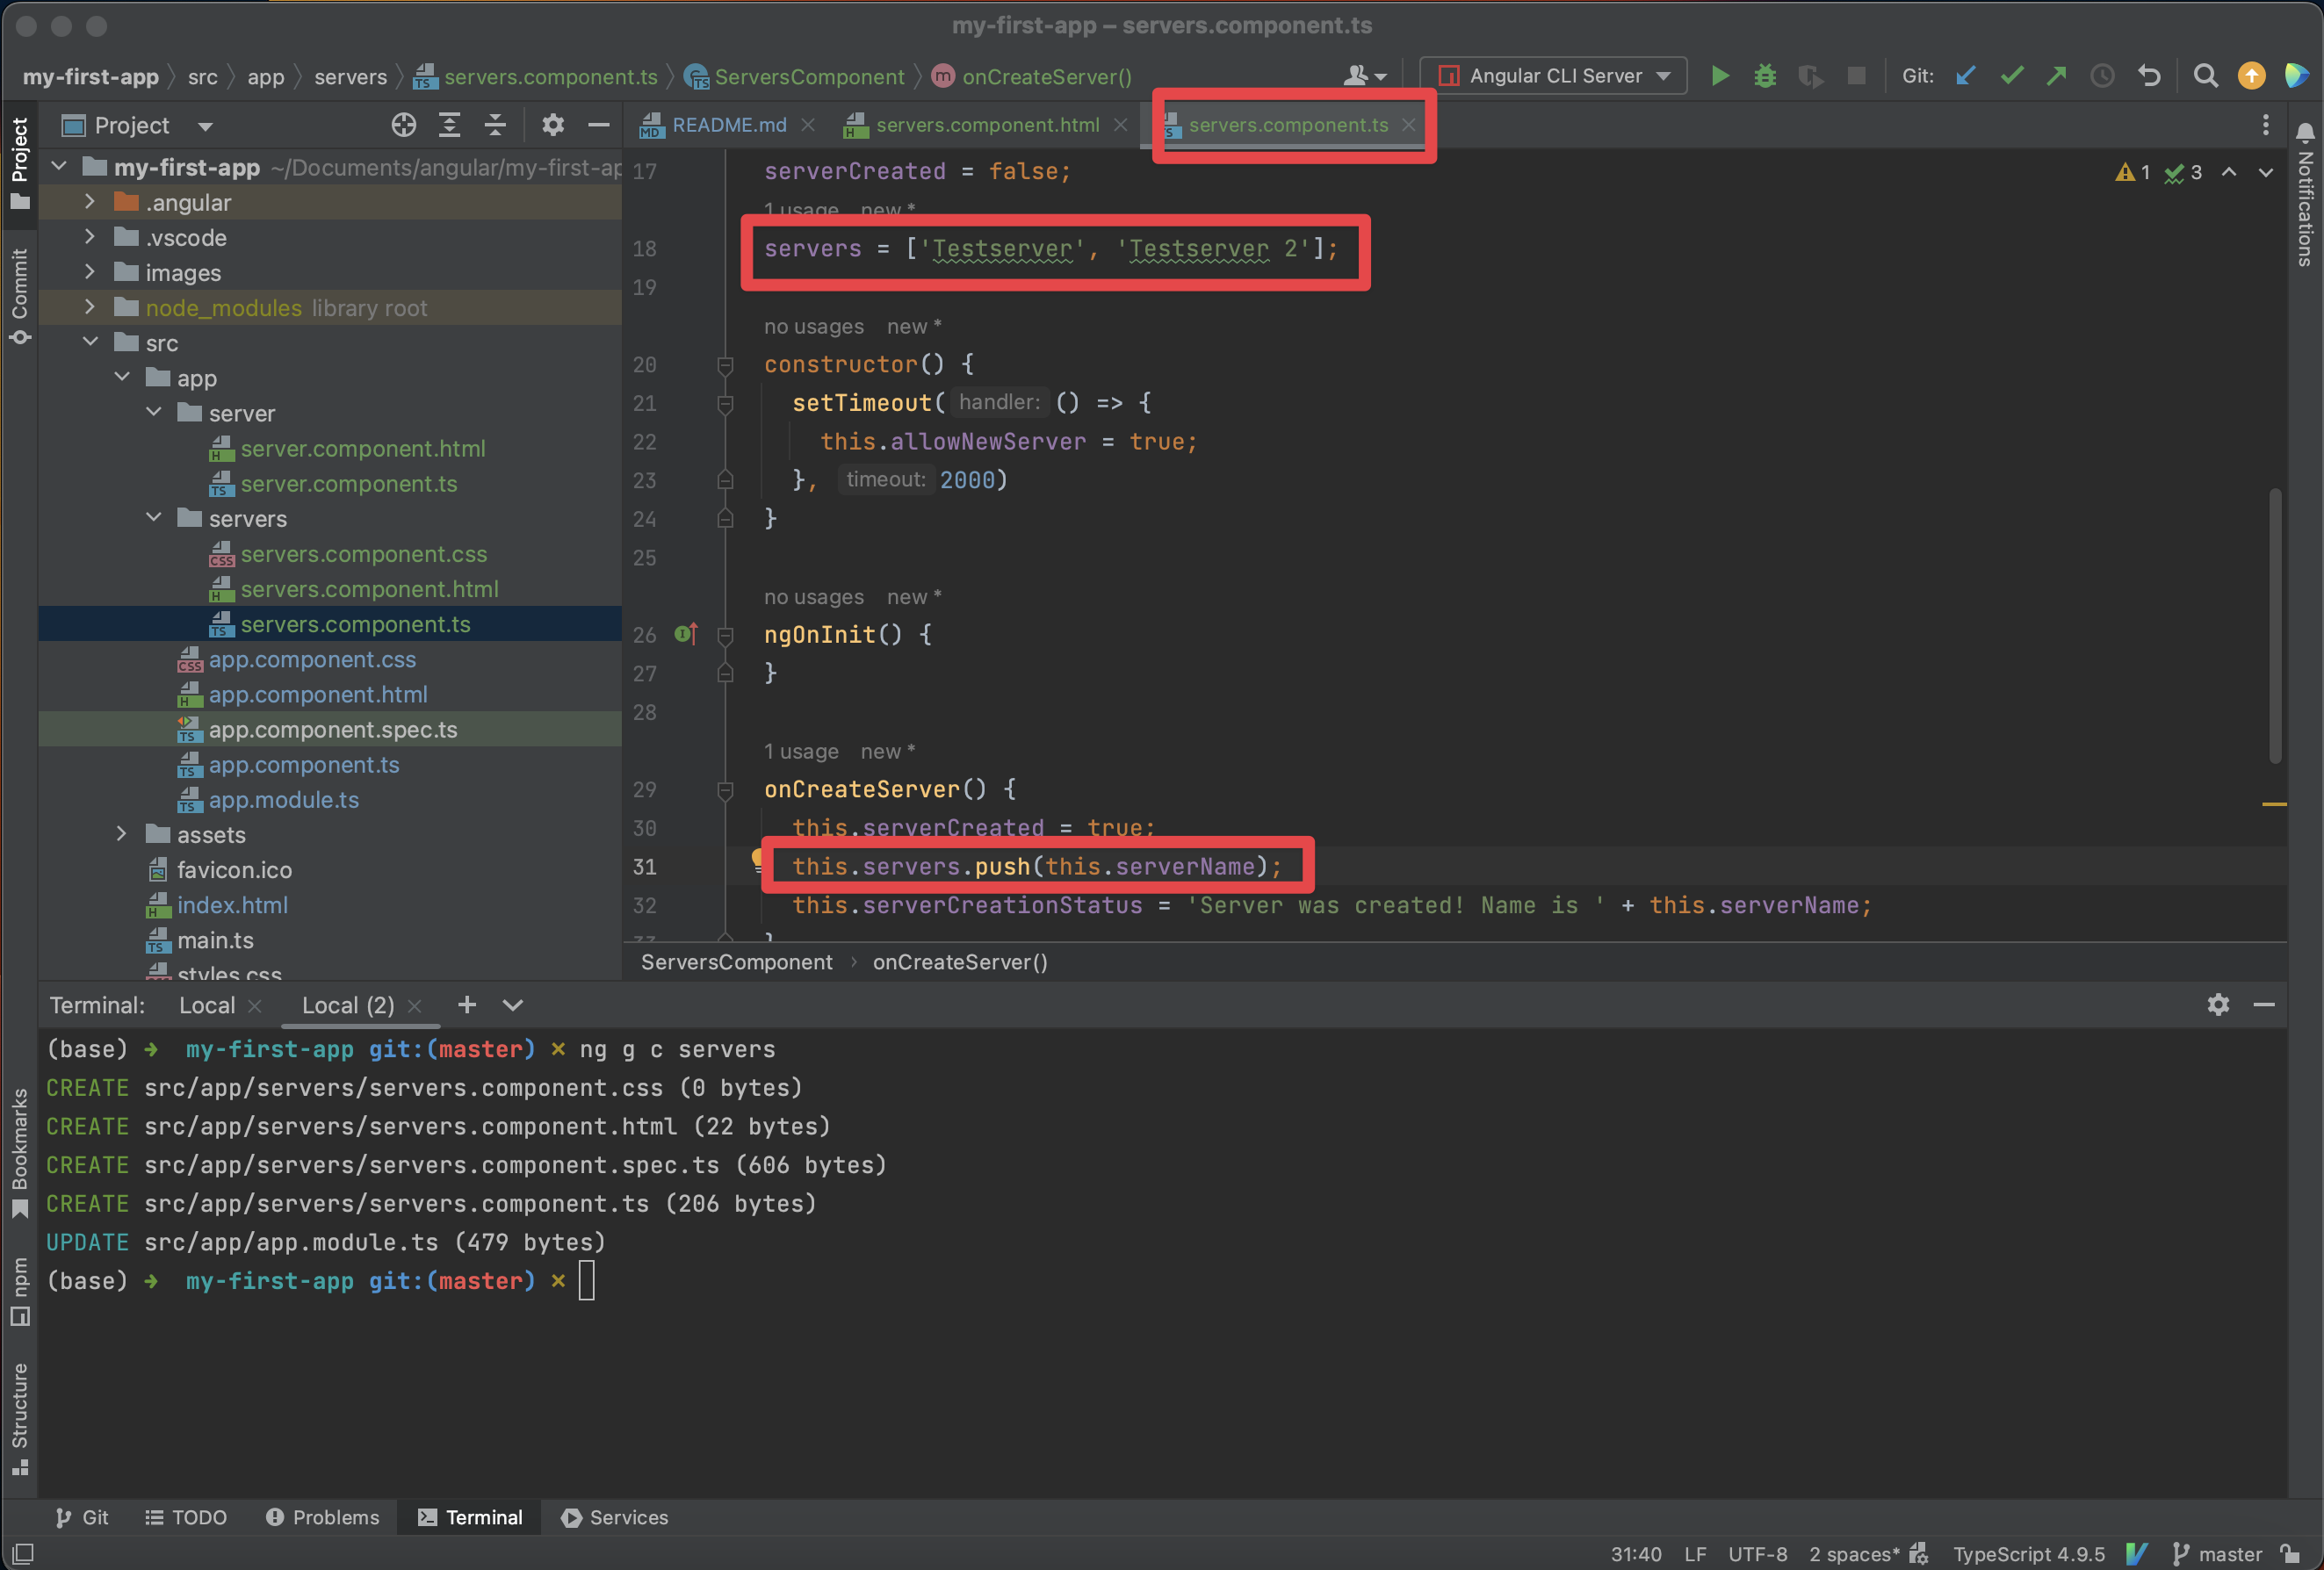 my-first-app – servers.component.ts
my-first-app src app servers servers.component.ts ServersComponent m onCreateServer() Angular CLI Server Git:
Project
Commit
Bookmarks
npm
Structure
Notifications
Project
my-first-app ~/Documents/angular/my-first-ap
.angular
.vscode
images
node_modules library root
src
app
server
server.component.html
server.component.ts
servers
servers.component.css
servers.component.html
servers.component.ts
app.component.css
app.component.html
app.component.spec.ts
app.component.ts
app.module.ts
assets
favicon.ico
index.html
main.ts
styles.css
README.md servers.component.html servers.component.ts
1 3
17 serverCreated = false;
1 usage new *
18 servers = ['Testserver', 'Testserver 2'];
19
no usages new *
20 constructor() {
21 setTimeout( handler: () => {
22 this.allowNewServer = true;
23 }, timeout: 2000)
24 }
25
no usages new *
26 ngOnInit() {
27 }
28
1 usage new *
29 onCreateServer() {
30 this.serverCreated = true;
31 this.servers.push(this.serverName);
32 this.serverCreationStatus = 'Server was created! Name is ' + this.serverName;
33 }
ServersComponent › onCreateServer()
Terminal: Local Local (2)
(base) ➜ my-first-app git:(master) ✗ ng g c servers
CREATE src/app/servers/servers.component.css (0 bytes)
CREATE src/app/servers/servers.component.html (22 bytes)
CREATE src/app/servers/servers.component.spec.ts (606 bytes)
CREATE src/app/servers/servers.component.ts (206 bytes)
UPDATE src/app/app.module.ts (479 bytes)
(base) ➜ my-first-app git:(master) ✗
Git TODO Problems Terminal Services
31:40 LF UTF-8 2 spaces* TypeScript 4.9.5 master